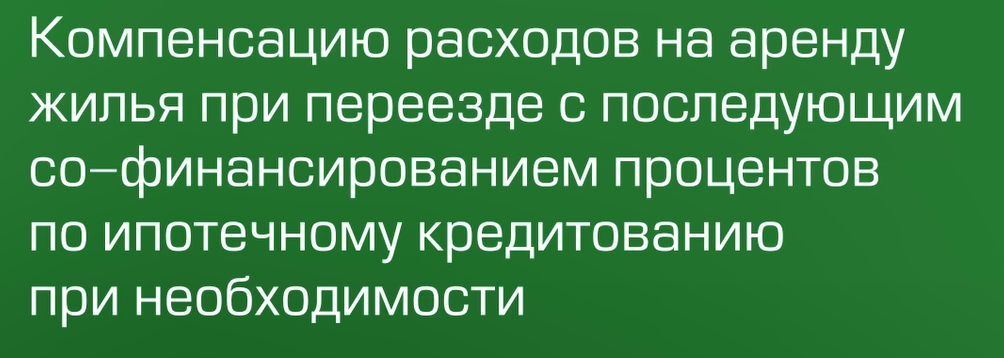 Компенсацию расходов на аренду
жилья при переезде с последующим
со–финансированием процентов
по ипотечному кредитованию
при необходимости